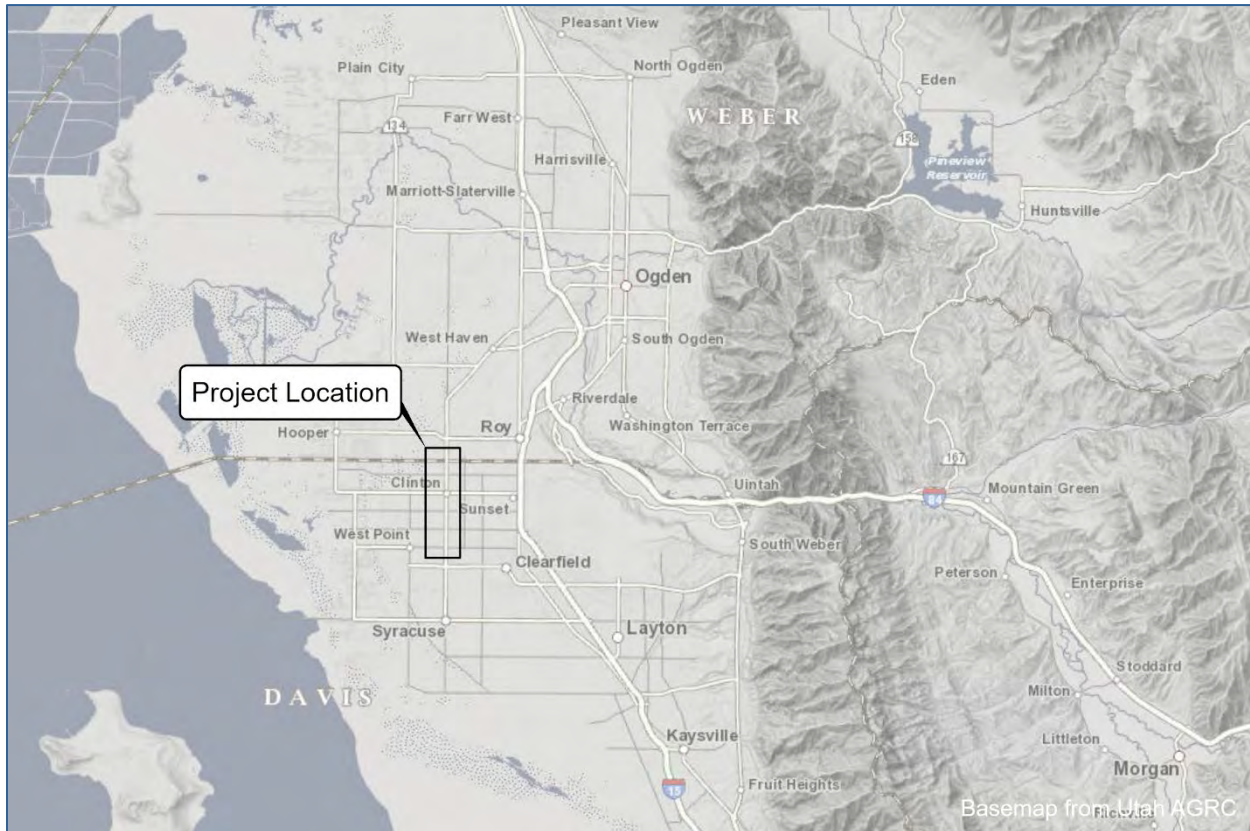 Pleasant View
Plain City
North Ogden
Eden
WEBER
Farr West
134
158
Harrisville
Pineview
Reservoir
Marriott-Slaterville
Huntsville
Ogden
West Haven
South Ogden
Project Location
Riverdale
Hooper
Roy
Washington Terrace
167
Clinton
Uintah
84
Mountain Green
Sunset
West Point
South Weber
Clearfield
Peterson
Enterprise
Syracuse
Layton
Stoddard
DAVIS
Milton
Kaysville
Littleton
Morgan
15
Fruit Heights
Basemap from Utah AGRC